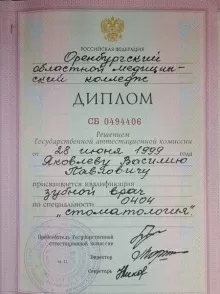 РОССИЙСКАЯ ФЕДЕРАЦИЯ
Оренбургский
областной медицин-
ский колледж
ДИПЛОМ
СБ 0494406
Решением
Государственной аттестационной комиссии
от 28 июня 1999 года
Яковлеву Василию
Павловичу
присваивается квалификация
зубной врач
по специальности 0404
"стоматология"
Председатель Государственной
аттестационной комиссии
Директор
Секретарь